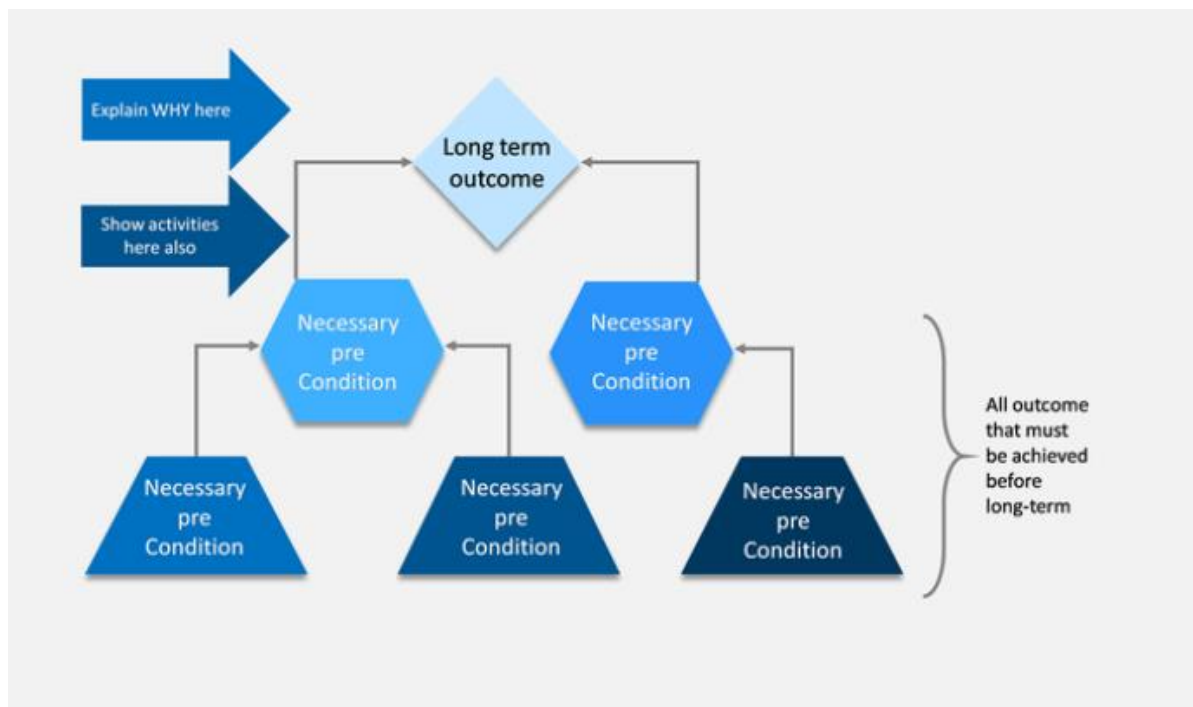 Explain WHY here
Long term
outcome
Show activities
here also
Necessary
pre
Condition
Necessary
pre
Condition
All outcome
that must
be achieved
before
long-term
Necessary
pre
Condition
Necessary
pre
Condition
Necessary
pre
Condition